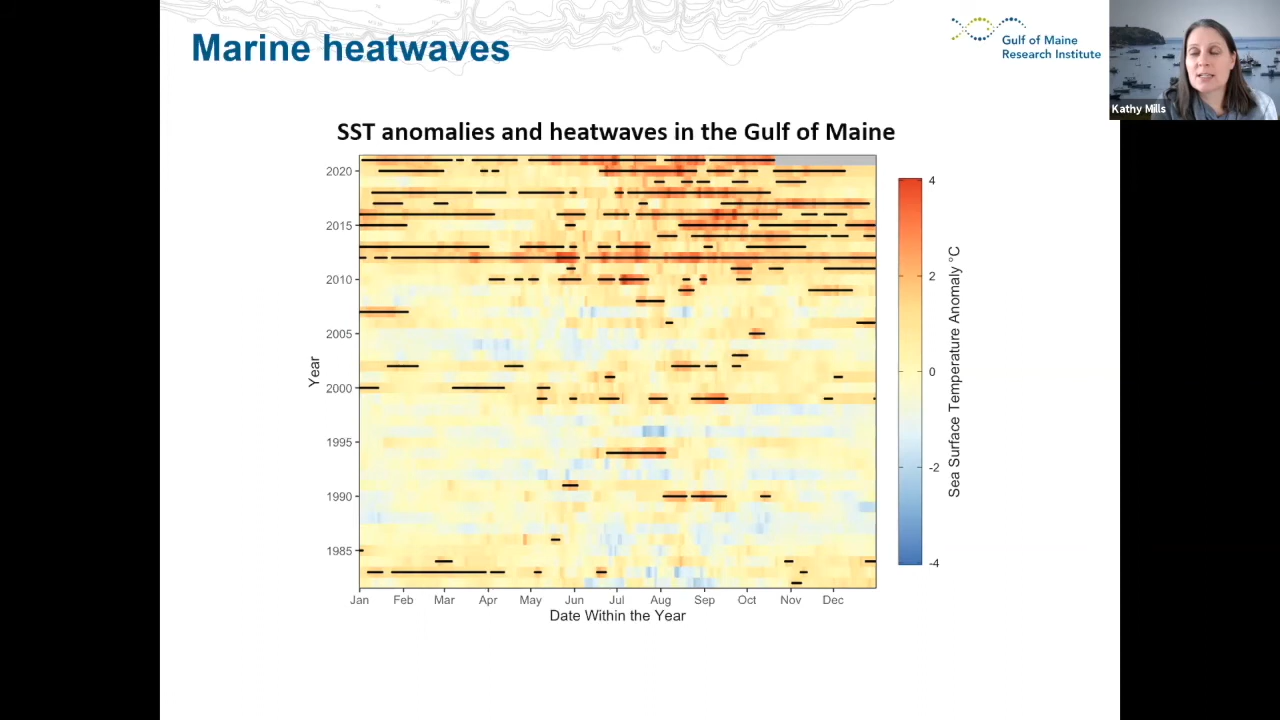 Marine heatwaves
Gulf of Maine
Research Institute
Kathy Mills
SST anomalies and heatwaves in the Gulf of Maine
2020
2015
2010
2005
2000
1995
1990
1985
Year
Jan Feb Mar Apr May Jun Jul Aug Sep Oct Nov Dec
Date Within the Year
4
2
0
-2
-4
Sea Surface Temperature Anomaly °C